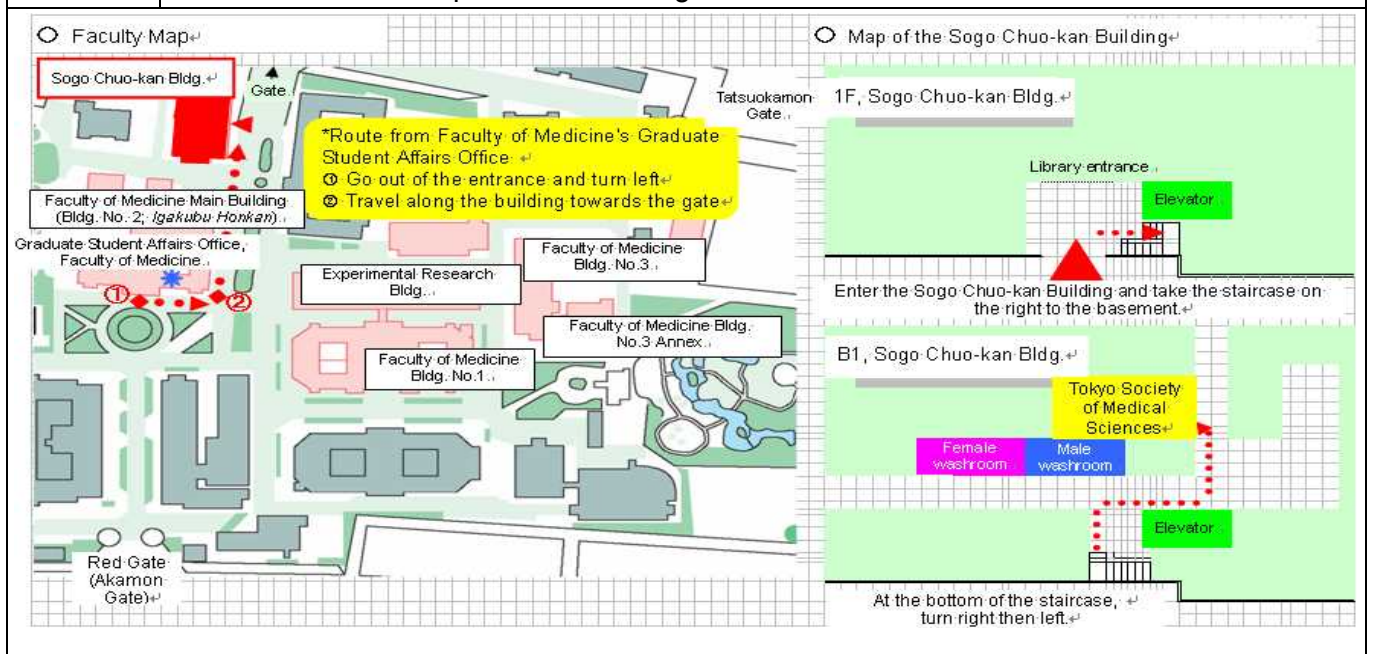 Faculty Map
Sogo Chuo-kan Bldg.
Gate
Tatsuokamon
Gate
*Route from Faculty of Medicine's Graduate
Student Affairs Office
① Go out of the entrance and turn left
② Travel along the building towards the gate
Faculty of Medicine Main Building
(Bldg. No. 2; Igakubu Honkan)
Graduate Student Affairs Office,
Faculty of Medicine
① ②
Experimental Research
Bldg.
Faculty of Medicine
Bldg. No.3
Faculty of Medicine Bldg.
No.3 Annex
Faculty of Medicine
Bldg. No.1
Red Gate
(Akamon
Gate)
Map of the Sogo Chuo-kan Building
1F, Sogo Chuo-kan Bldg.
Library entrance
Elevator
Enter the Sogo Chuo-kan Building and take the staircase on
the right to the basement.
B1, Sogo Chuo-kan Bldg.
Tokyo Society
of Medical
Sciences
Female
washroom
Male
washroom
Elevator
At the bottom of the staircase,
turn right then left.